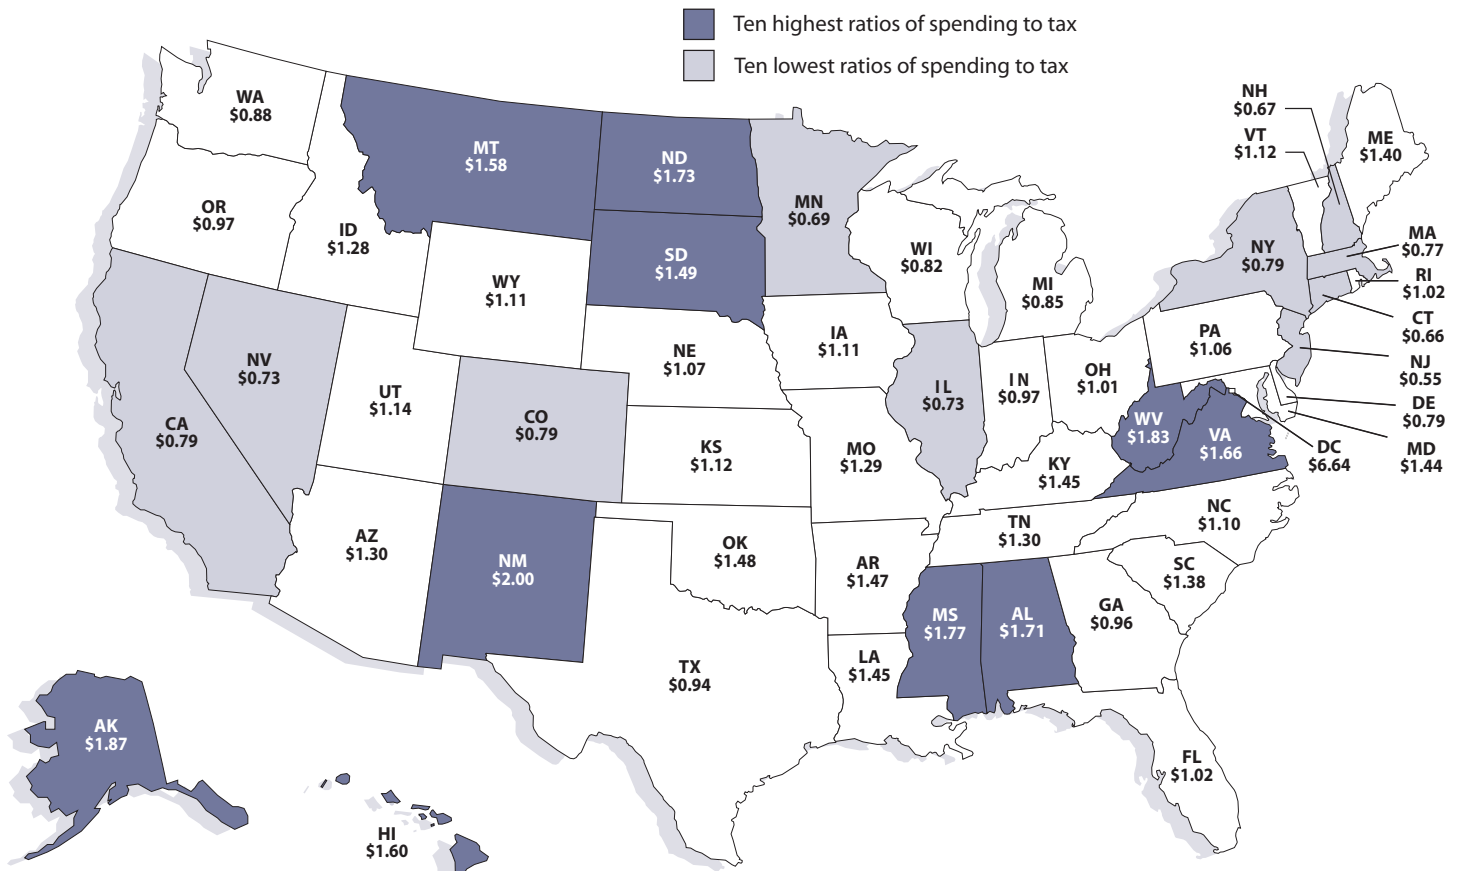 Ten highest ratios of spending to tax
Ten lowest ratios of spending to tax
WA
$0.88
OR
$0.97
ID
$1.28
MT
$1.58
ND
$1.73
SD
$1.49
MN
$0.69
WI
$0.82
MI
$0.85
NH
$0.67
VT
$1.12
ME
$1.40
NY
$0.79
MA
$0.77
RI
$1.02
CT
$0.66
NJ
$0.55
DE
$0.79
MD
$1.44
DC
$6.64
PA
$1.06
WY
$1.11
NE
$1.07
IA
$1.11
IL
$0.73
IN
$0.97
OH
$1.01
WV
$1.83
VA
$1.66
CA
$0.79
NV
$0.73
UT
$1.14
CO
$0.79
KS
$1.12
MO
$1.29
KY
$1.45
NC
$1.10
TN
$1.30
SC
$1.38
AZ
$1.30
NM
$2.00
OK
$1.48
AR
$1.47
MS
$1.77
AL
$1.71
GA
$0.96
TX
$0.94
LA
$1.45
FL
$1.02
AK
$1.87
HI
$1.60